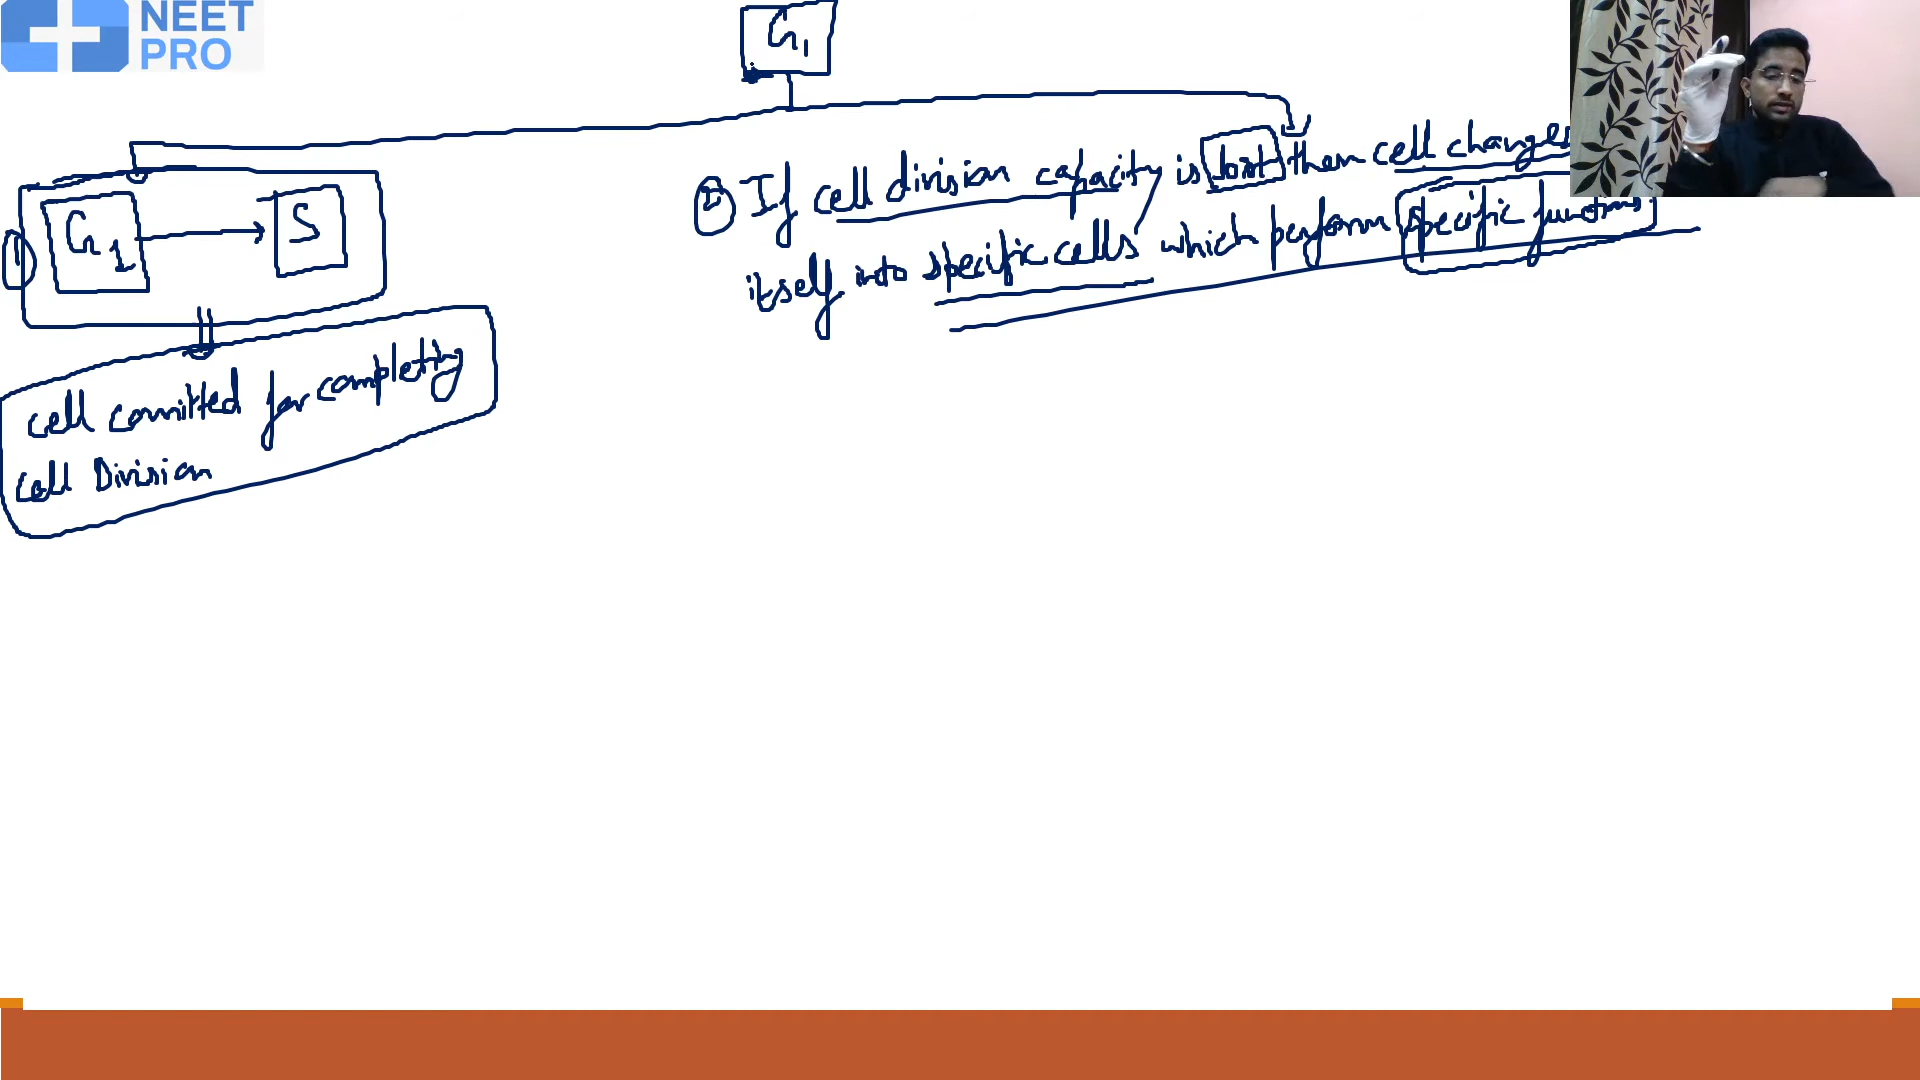 NEET
PRO
G1
① G1 → S
② If cell division capacity is lost then cell changes
itself into specific cells which perform specific functions
cell committed for completing
cell Division